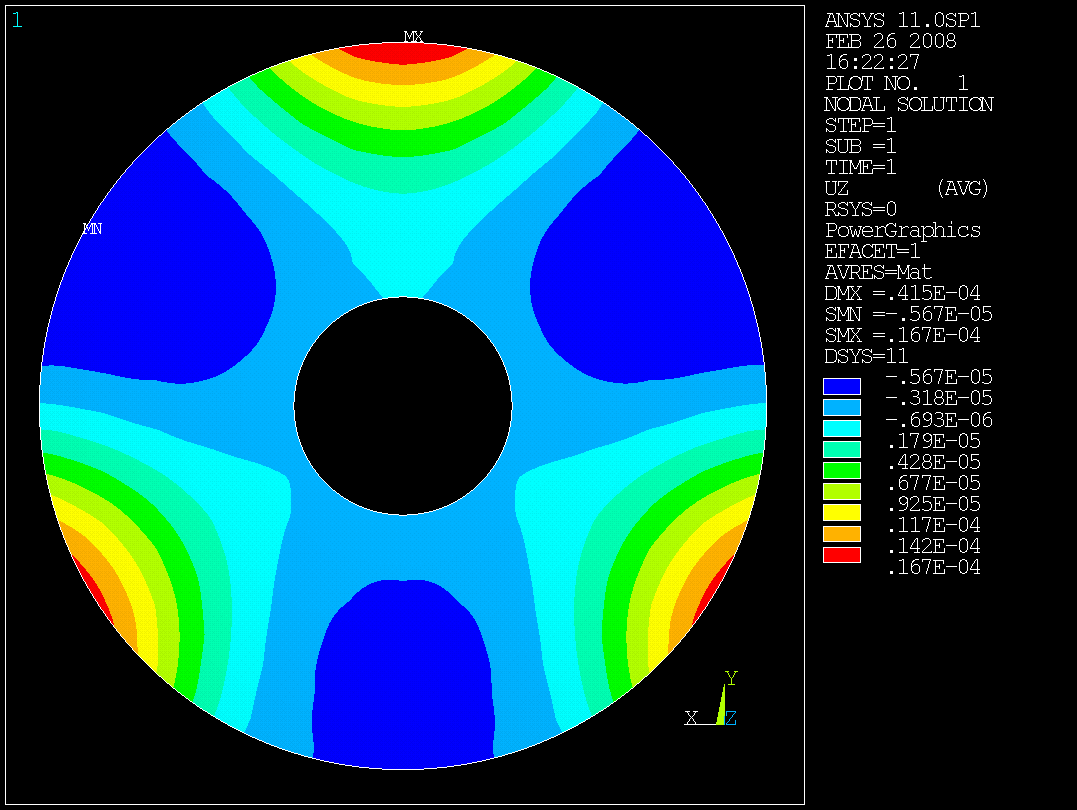 1
MX
MN
Y
X Z
ANSYS 11.0SP1
FEB 26 2008
16:22:27
PLOT NO. 1
NODAL SOLUTION
STEP=1
SUB =1
TIME=1
UZ (AVG)
RSYS=0
PowerGraphics
EFACET=1
AVRES=Mat
DMX =.415E-04
SMN =-.567E-05
SMX =.167E-04
DSYS=11
-.567E-05
-.318E-05
-.693E-06
.179E-05
.428E-05
.677E-05
.925E-05
.117E-04
.142E-04
.167E-04